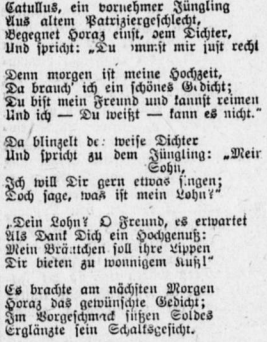 Catullus, ein vornehmer Jüngling
Aus altem Patriziergeschlecht,
Begegnet Horaz einst, dem Dichter,
Und spricht: „Du kommst mir just recht

Denn morgen ist meine Hochzeit,
Da brauch' ich ein schönes Gedicht;
Du bist mein Freund und kannst reimen
Und ich — Du weißt — kann es nicht."

Da blinzelt der weise Dichter
Und spricht zu dem Jüngling: „Mein
Sohn,
Ich will Dir gern etwas singen;
Doch sage, was ist mein Lohn?"

„Dein Lohn? O Freund, es erwartet
Als Dank Dich ein Hochgenuß:
Mein Bräutchen soll ihre Lippen
Dir bieten zu wonnigem Kuß!"

Es brachte am nächsten Morgen
Horaz das gewünschte Gedicht;
Im Vorgeschmack süßen Soldes
Erglänzte sein Schalksgesicht.